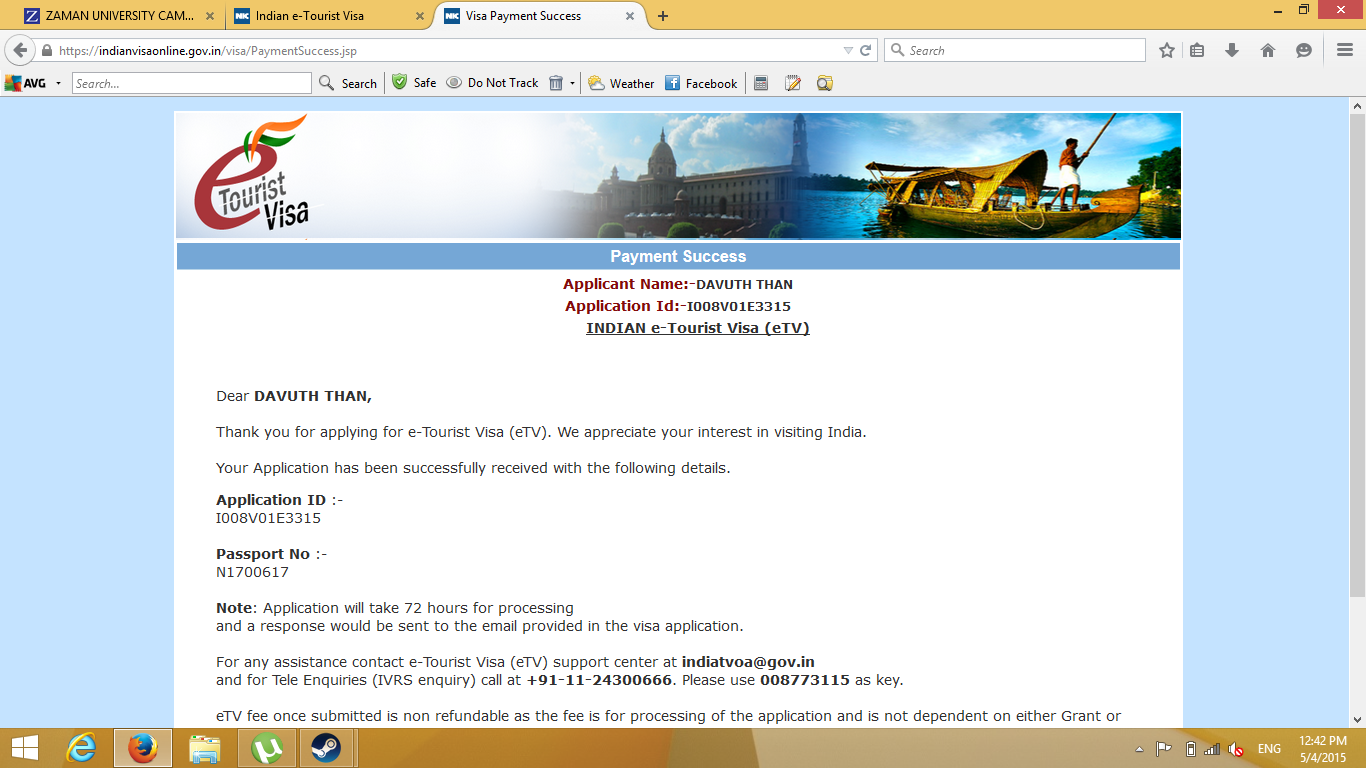 ZAMAN UNIVERSITY CAM...
Indian e-Tourist Visa
Visa Payment Success
https://indianvisaonline.gov.in/visa/PaymentSuccess.jsp
Search
AVG
Search...
Search
Safe
Do Not Track
Weather
Facebook
e
Tourist
Visa
Payment Success
Applicant Name:-DAVUTH THAN
Application Id:-I008V01E3315
INDIAN e-Tourist Visa (eTV)
Dear DAVUTH THAN,
Thank you for applying for e-Tourist Visa (eTV). We appreciate your interest in visiting India.
Your Application has been successfully received with the following details.
Application ID :-
I008V01E3315
Passport No :-
N1700617
Note: Application will take 72 hours for processing
and a response would be sent to the email provided in the visa application.
For any assistance contact e-Tourist Visa (eTV) support center at indiatvoa@gov.in
and for Tele Enquiries (IVRS enquiry) call at +91-11-24300666. Please use 008773115 as key.
eTV fee once submitted is non refundable as the fee is for processing of the application and is not dependent on either Grant or
ENG
12:42 PM
5/4/2015